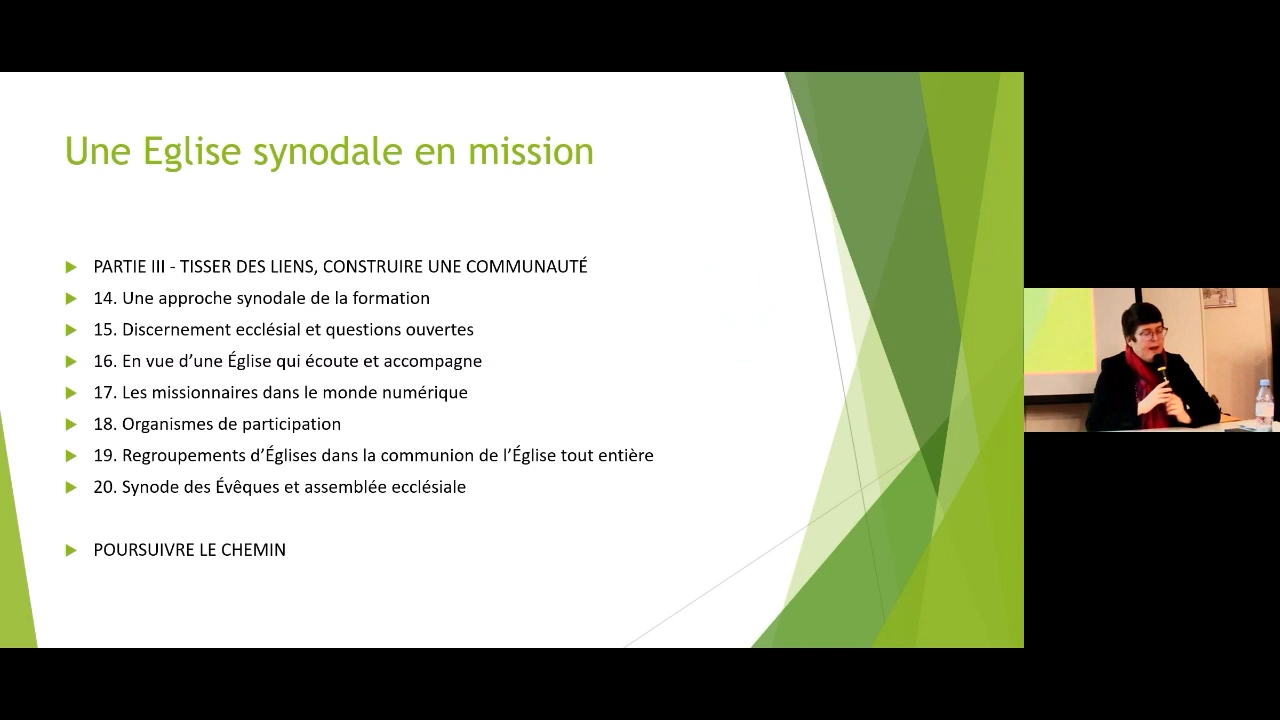 Une Eglise synodale en mission
PARTIE III - TISSER DES LIENS, CONSTRUIRE UNE COMMUNAUTÉ
14. Une approche synodale de la formation
15. Discernement ecclésial et questions ouvertes
16. En vue d’une Église qui écoute et accompagne
17. Les missionnaires dans le monde numérique
18. Organismes de participation
19. Regroupements d’Églises dans la communion de l’Église tout entière
20. Synode des Évêques et assemblée ecclésiale
POURSUIVRE LE CHEMIN